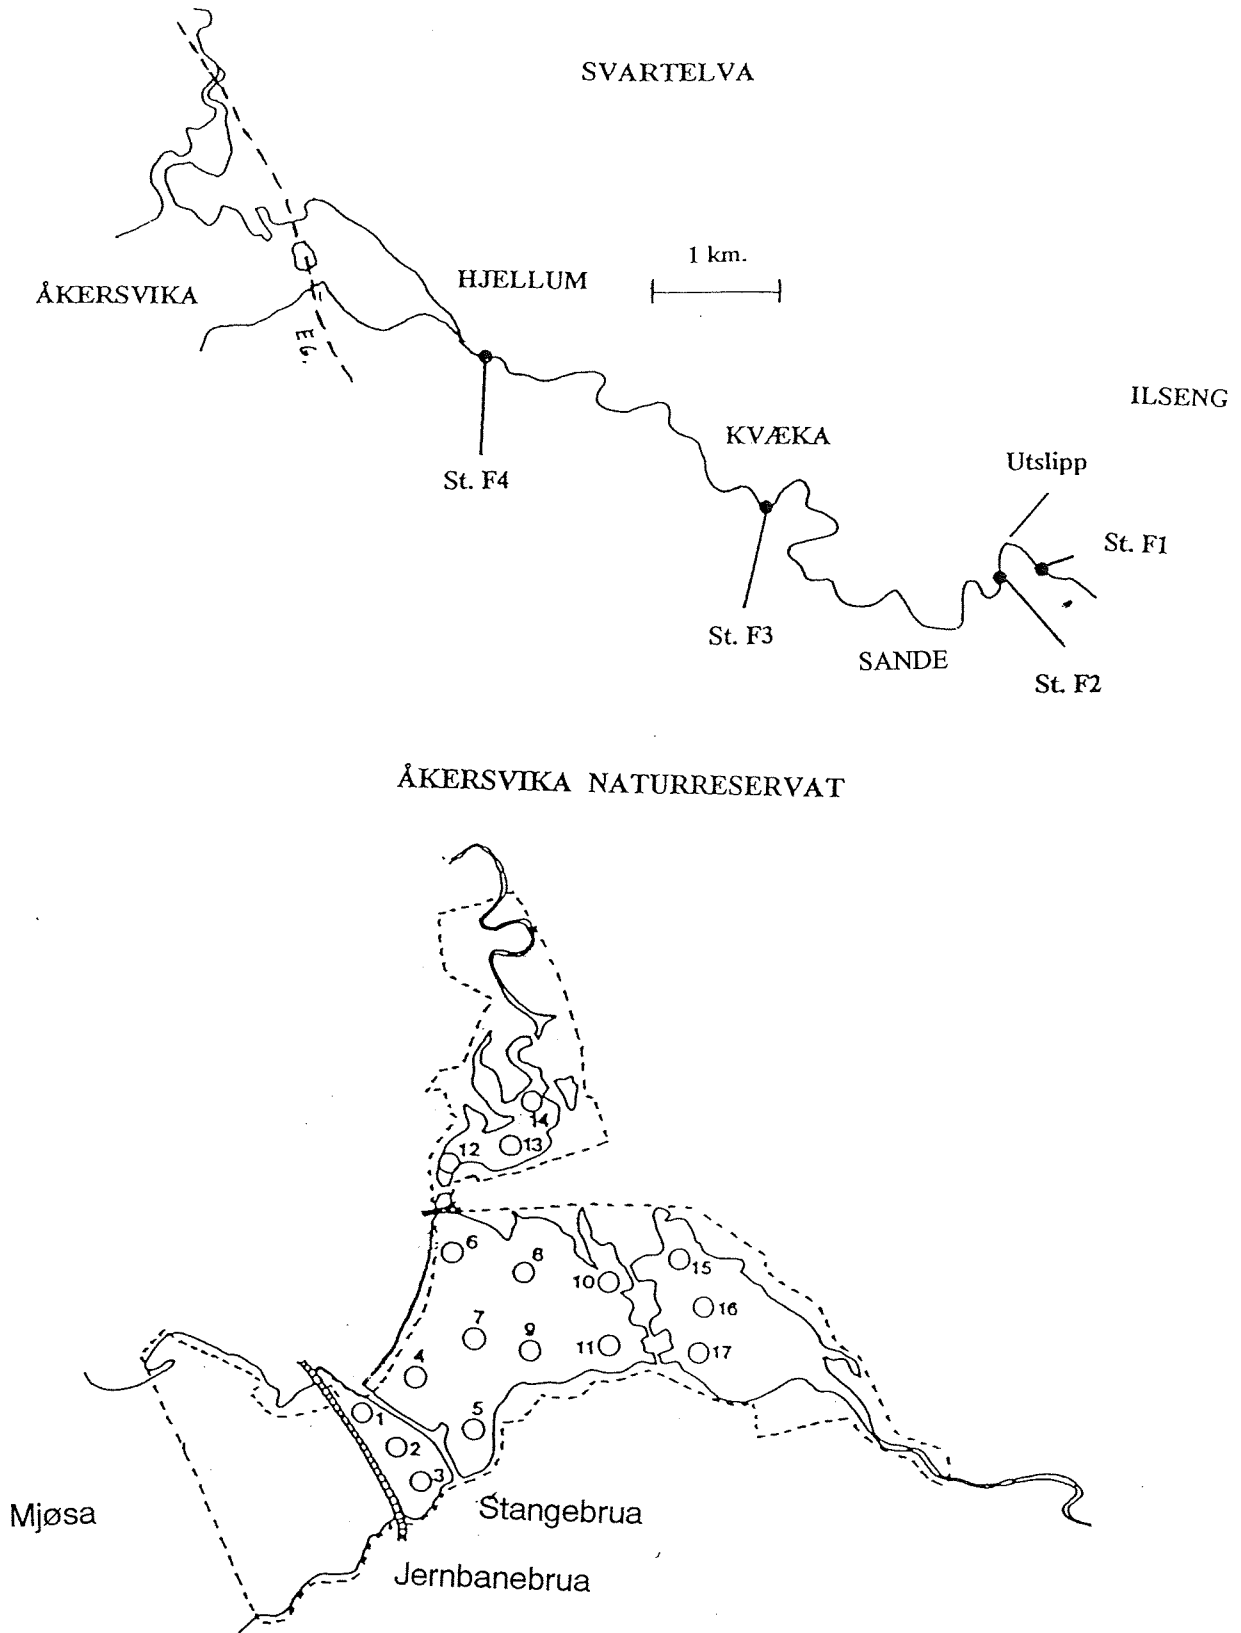 SVARTELVA
1 km.
HJELLUM
ÅKERSVIKA
E6.
ILSENG
KVÆKA
Utslipp
St. F4
St. F1
St. F3
SANDE
St. F2
ÅKERSVIKA NATURRESERVAT
14
12
13
6
8
15
10
16
7
9
11
17
4
5
1
2
3
Mjøsa
Stangebrua
Jernbanebrua